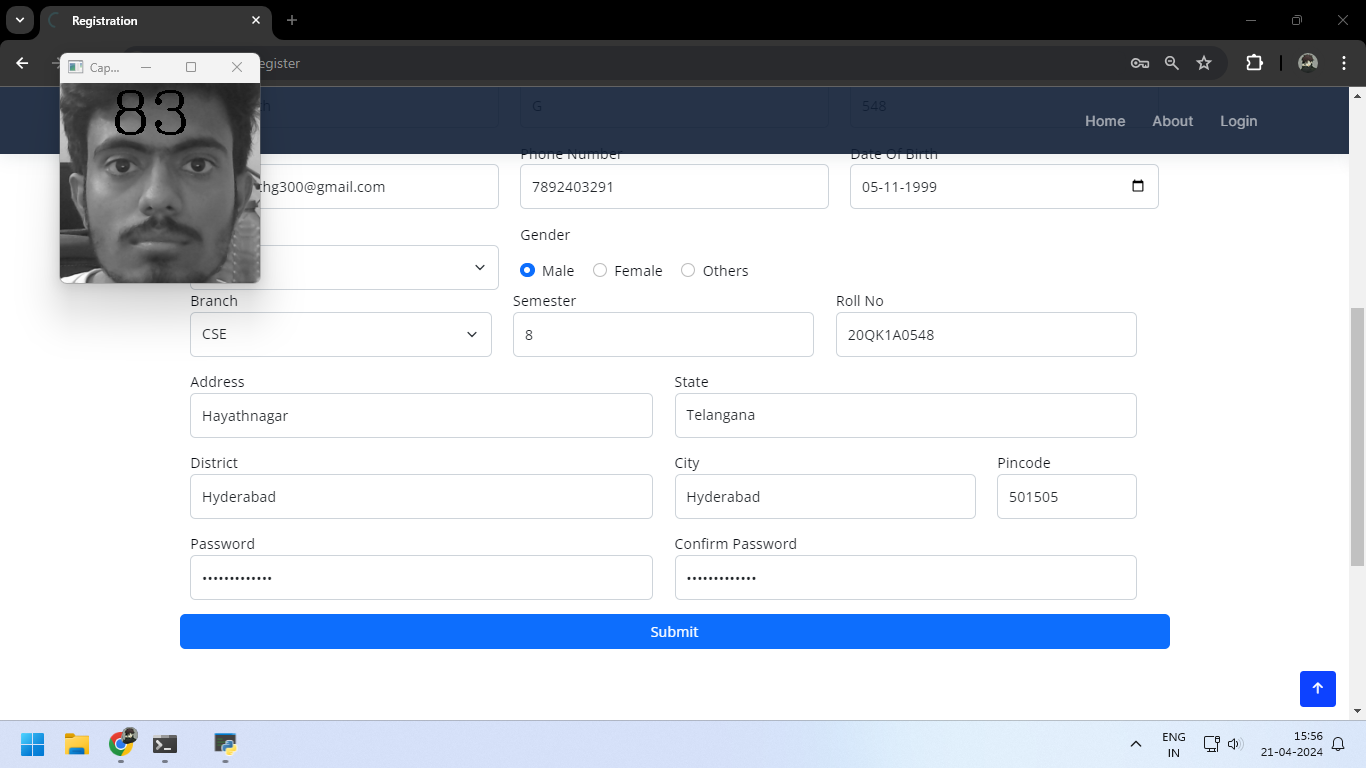 Registration
Cap...
83
egister
h
G
548
Home
About
Login
Phone Number
Date Of Birth
chg300@gmail.com
7892403291
05-11-1999
Gender
Male
Female
Others
Branch
Semester
Roll No
CSE
8
20QK1A0548
Address
State
Hayathnagar
Telangana
District
City
Pincode
Hyderabad
Hyderabad
501505
Password
Confirm Password
•••••••••••••
•••••••••••••
Submit
ENG
IN
15:56
21-04-2024